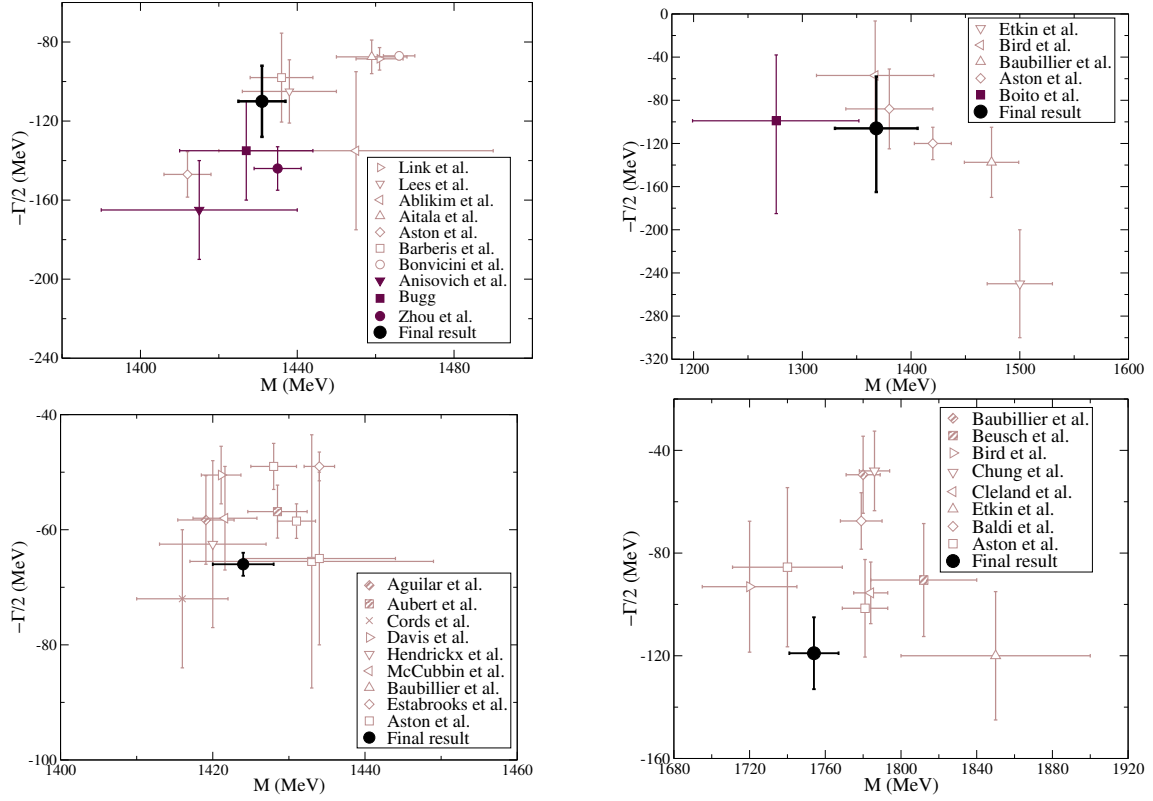 -40
-80
-120
-160
-200
-240
−Γ/2 (MeV)
1400
1440
1480
M (MeV)
Link et al.
Lees et al.
Ablikim et al.
Aitala et al.
Aston et al.
Barberis et al.
Bonvicini et al.
Anisovich et al.
Bugg
Zhou et al.
Final result
0
-40
-80
-120
-160
-200
-240
-280
-320
−Γ/2 (MeV)
1200
1300
1400
1500
1600
M (MeV)
Etkin et al.
Bird et al.
Baubillier et al.
Aston et al.
Boito et al.
Final result
-40
-60
-80
-100
−Γ/2 (MeV)
1400
1420
1440
1460
M (MeV)
Aguilar et al.
Aubert et al.
Cords et al.
Davis et al.
Hendrickx et al.
McCubbin et al.
Baubillier et al.
Estabrooks et al.
Aston et al.
Final result
-40
-80
-120
-160
−Γ/2 (MeV)
1680
1720
1760
1800
1840
1880
1920
M (MeV)
Baubillier et al.
Beusch et al.
Bird et al.
Chung et al.
Cleland et al.
Etkin et al.
Baldi et al.
Aston et al.
Final result